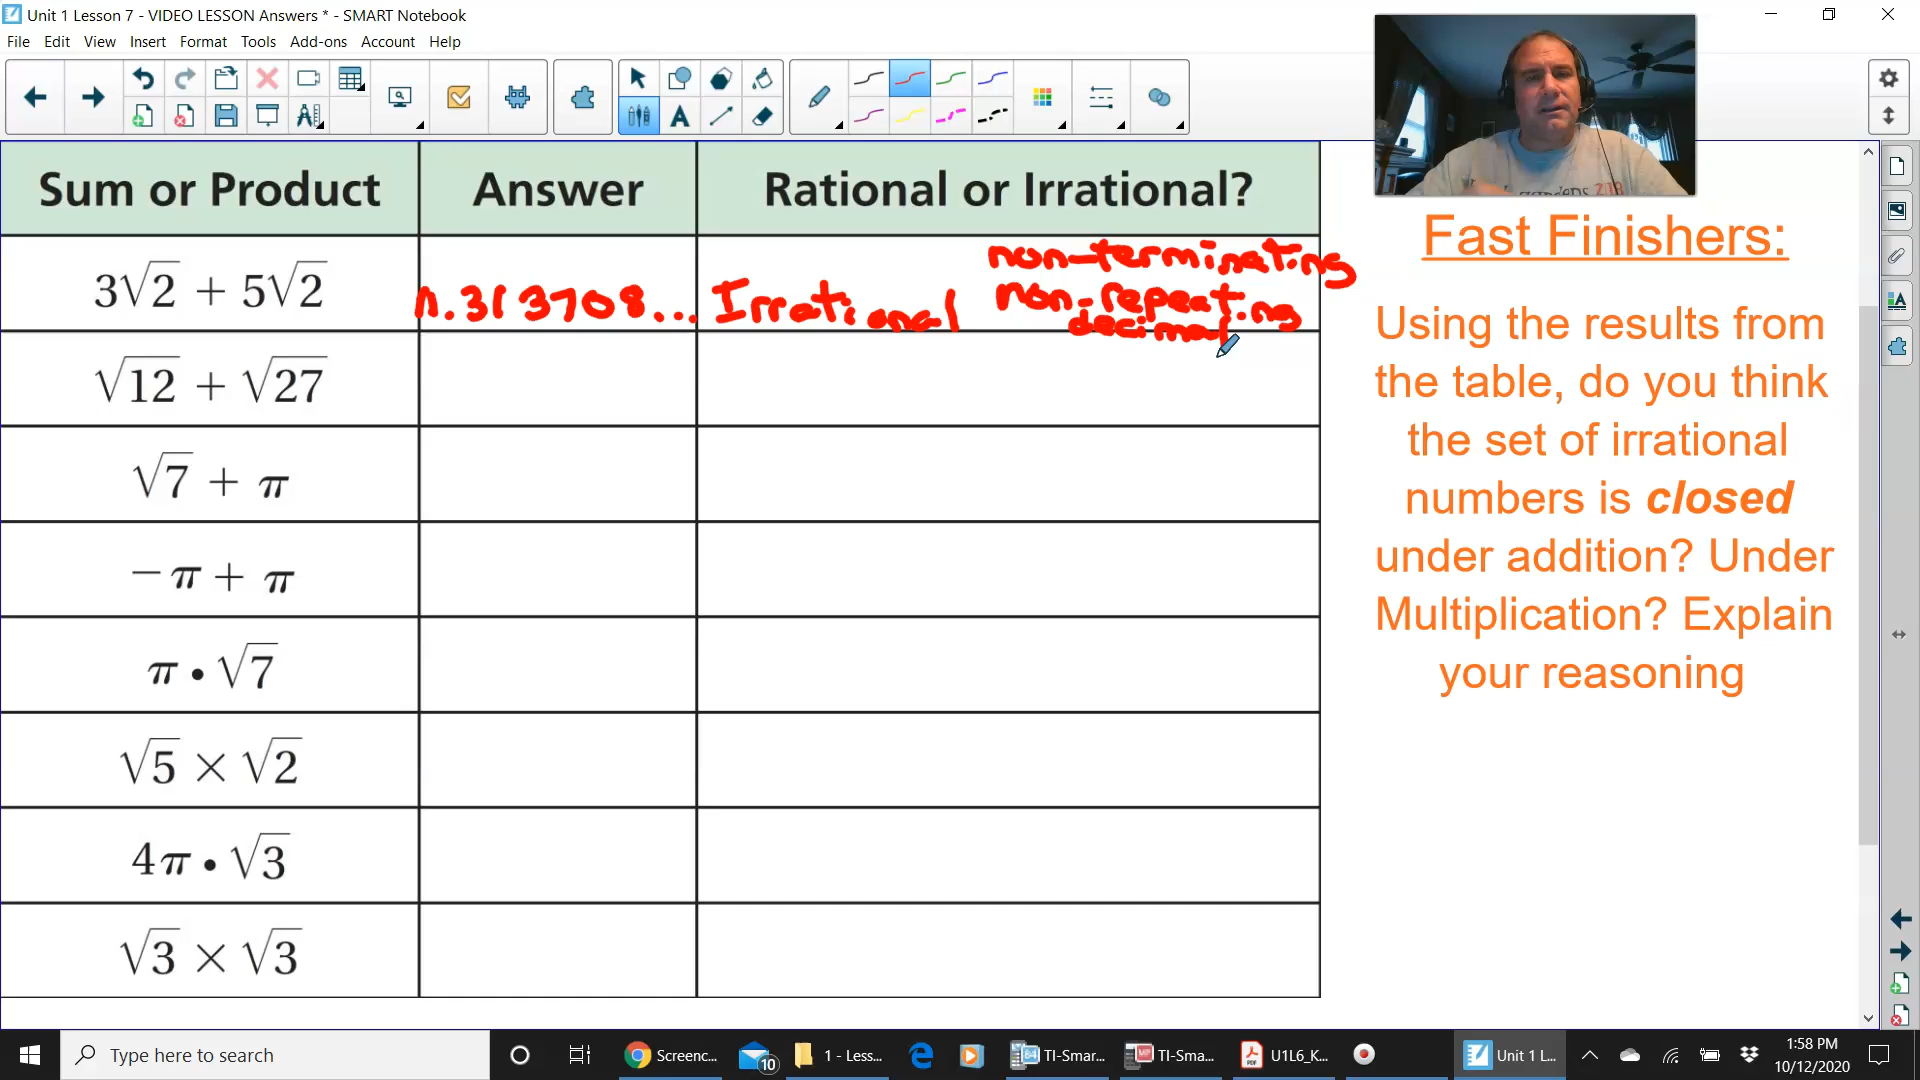 Unit 1 Lesson 7 - VIDEO LESSON Answers * - SMART Notebook
File Edit View Insert Format Tools Add-ons Account Help
Sum or Product Answer Rational or Irrational?
3√2 + 5√2 11.313708... Irrational
non-terminating
non-repeating
decimal
√12 + √27
√7 + π
−π + π
π • √7
√5 × √2
4π • √3
√3 × √3
Fast Finishers:
Using the results from
the table, do you think
the set of irrational
numbers is closed
under addition? Under
Multiplication? Explain
your reasoning
Type here to search
Screenc...
10
1 - Less...
TI-Smar...
TI-Sma...
U1L6_K...
Unit 1 L...
1:58 PM
10/12/2020